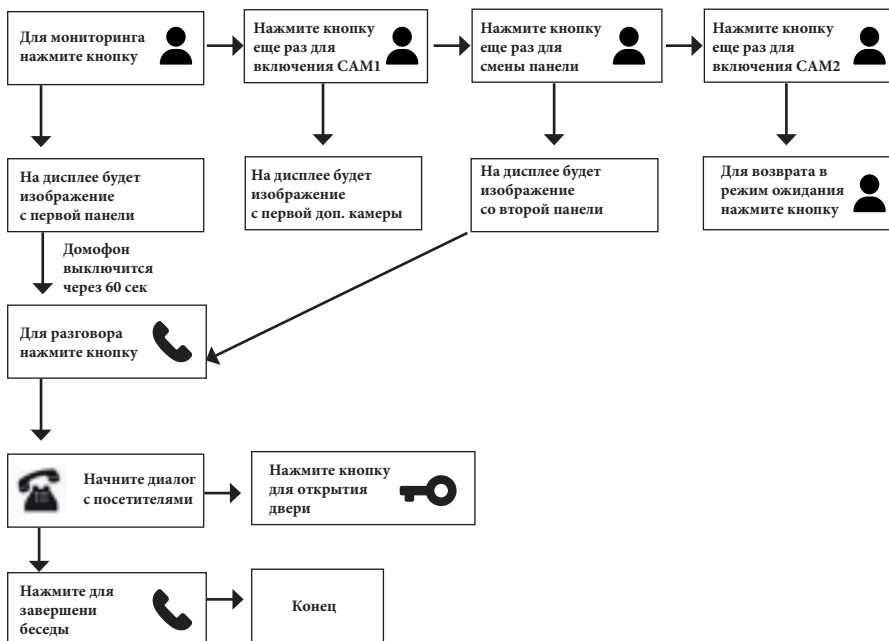 Для мониторинга
нажмите кнопку
Нажмите кнопку
еще раз для
включения CAM1
Нажмите кнопку
еще раз для
смены панели
Нажмите кнопку
еще раз для
включения CAM2
На дисплее будет
изображение
с первой панели
На дисплее будет
изображение
с первой доп. камеры
На дисплее будет
изображение
со второй панели
Для возврата в
режим ожидания
нажмите кнопку
Домофон
выключится
через 60 сек
Для разговора
нажмите кнопку
Начните диалог
с посетителями
Нажмите кнопку
для открытия
двери
Нажмите для
завершени
беседы
Конец